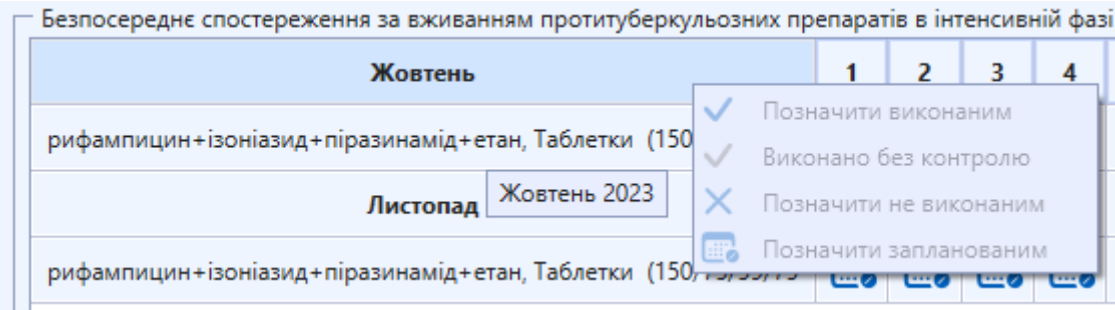 Безпосереднє спостереження за вживанням протитуберкульозних препаратів в інтенсивній фазі
Жовтень 1 2 3 4
рифампицин+ізоніазид+піразинамід+етан, Таблетки (150
Позначити виконаним
Виконано без контролю
Позначити не виконаним
Позначити запланованим
Листопад
Жовтень 2023
рифампицин+ізоніазид+піразинамід+етан, Таблетки (150/